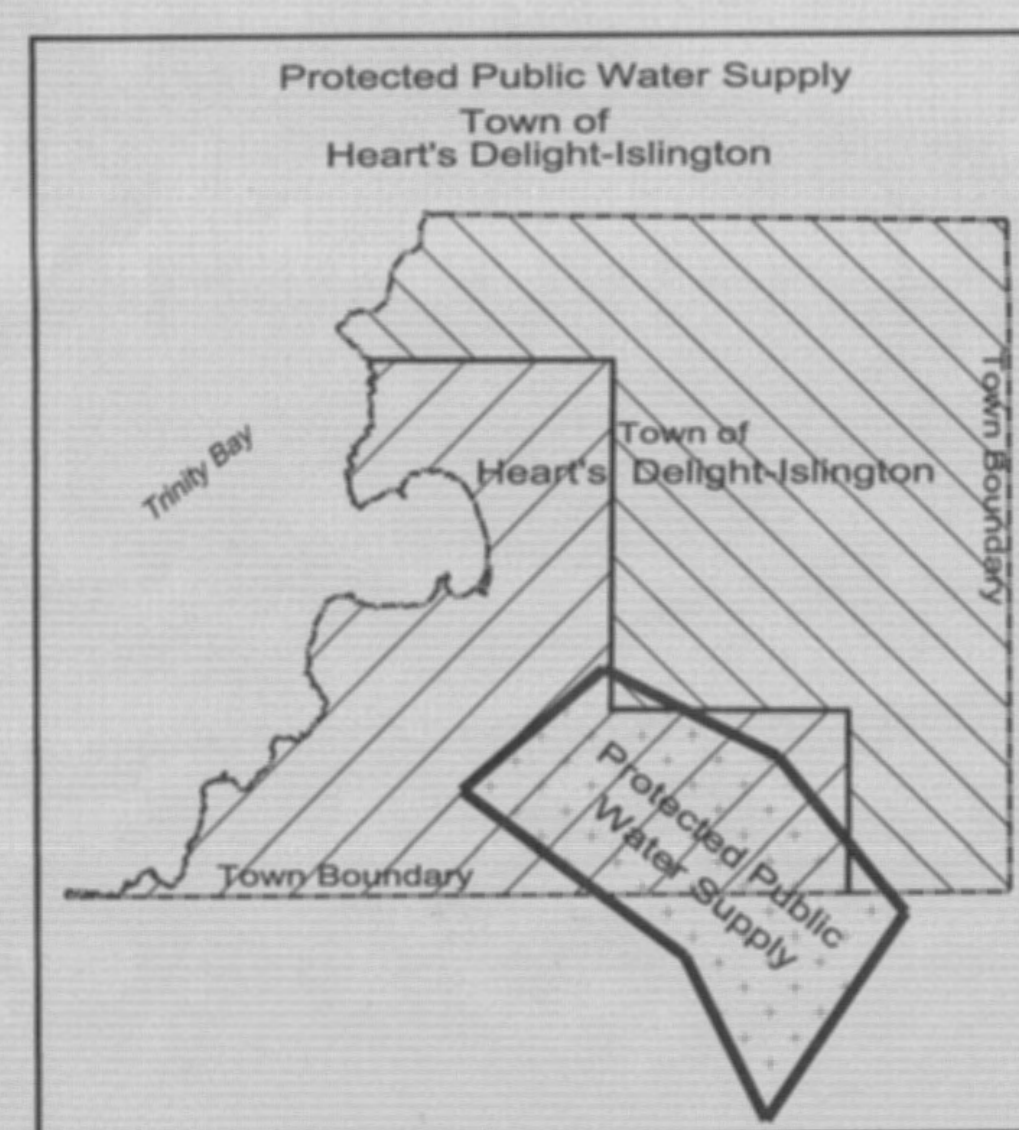 Protected Public Water Supply
Town of
Heart's Delight-Islington
Trinity Bay
Town of
Heart's Delight-Islington
Town Boundary
Protected Public
Water Supply
Town Boundary